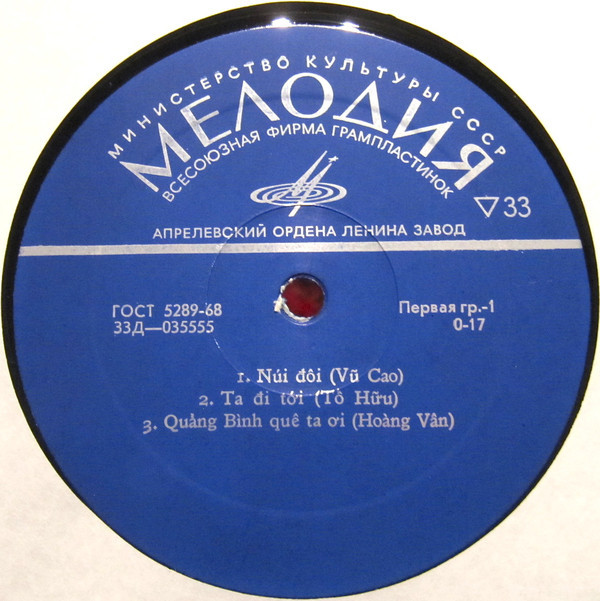 МИНИСТЕРСТВО КУЛЬТУРЫ СССР
МЕЛОДИЯ
ВСЕСОЮЗНАЯ ФИРМА ГРАМПЛАСТИНОК
33
АПРЕЛЕВСКИЙ ОРДЕНА ЛЕНИНА ЗАВОД
ГОСТ 5289-68
33Д—035555
Первая гр.-1
0-17
1. Núi đôi (Vũ Cao)
2. Ta đi tới (Tố Hữu)
3. Quảng Bình quê ta ơi (Hoàng Vân)